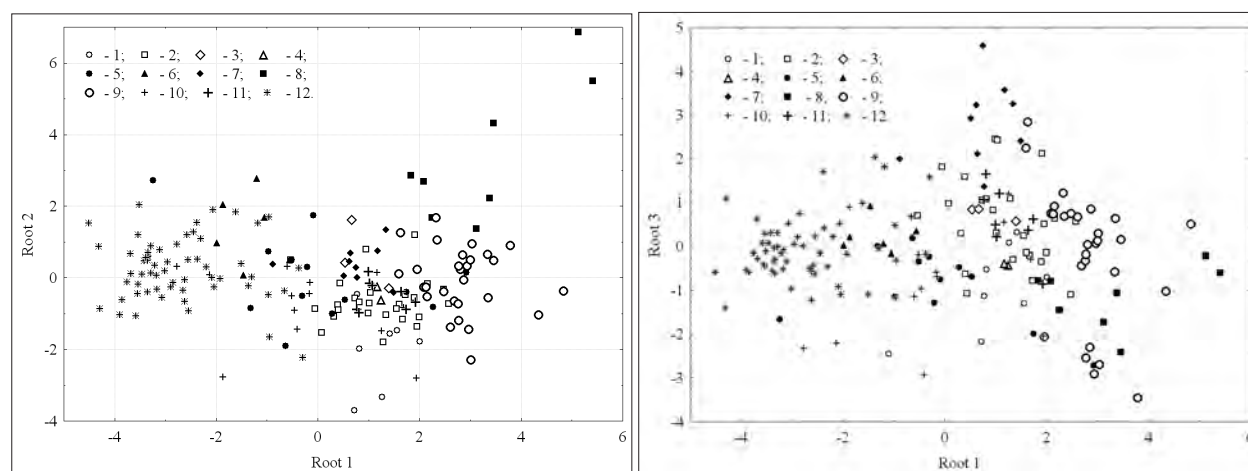 7
6
4
2
0
-2
-4
-4
-2
0
2
4
6
Root 2
Root 1
- 1; - 2; - 3; - 4;
- 5; - 6; - 7; - 8;
- 9; - 10; - 11; - 12.
5
4
3
2
1
0
-1
-2
-3
-4
-4
-2
0
2
4
6
Root 3
Root 1
- 1; - 2; - 3;
- 4; - 5; - 6;
- 7; - 8; - 9;
- 10; - 11; - 12.